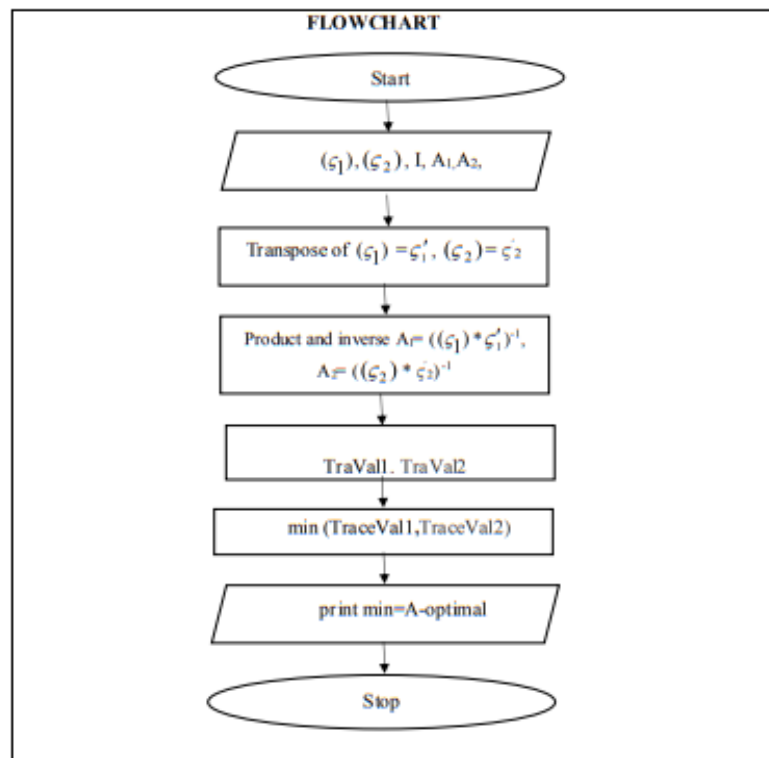 FLOWCHART
Start
(ς1), (ς2), I, A1, A2,
Transpose of (ς1) = ς1′, (ς2) = ς′2
Product and inverse A1= ((ς1) * ς1′)-1,
A2= ((ς2) * ς′2)-1
TraVal1. TraVal2
min (TraceVal1,TraceVal2)
print min=A-optimal
Stop